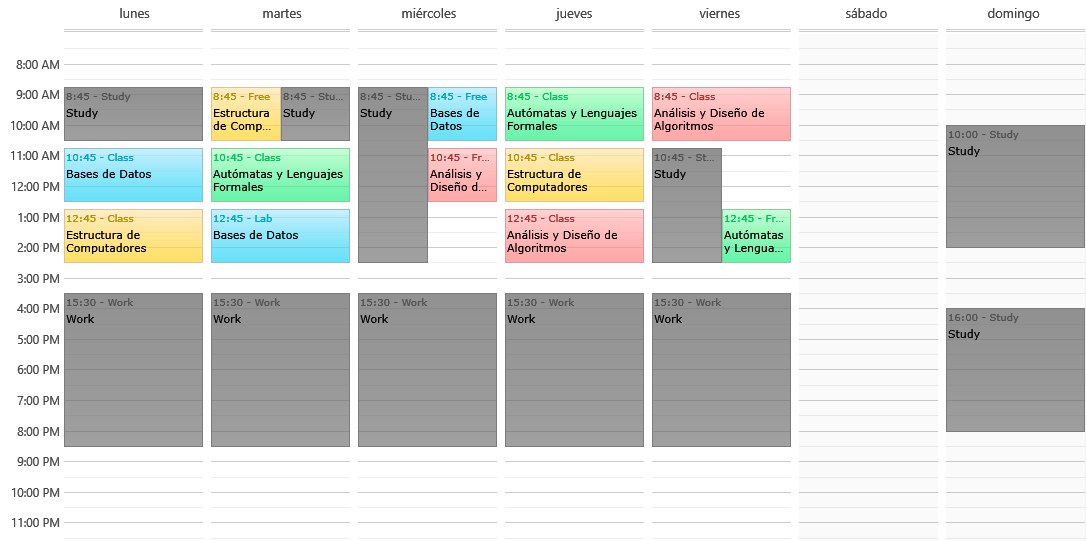 lunes
martes
miércoles
jueves
viernes
sábado
domingo
8:00 AM
9:00 AM
10:00 AM
11:00 AM
12:00 PM
1:00 PM
2:00 PM
3:00 PM
4:00 PM
5:00 PM
6:00 PM
7:00 PM
8:00 PM
9:00 PM
10:00 PM
11:00 PM
8:45 - Study
Study
10:45 - Class
Bases de Datos
12:45 - Class
Estructura de
Computadores
15:30 - Work
Work
8:45 - Free
Estructura
de Comp...
8:45 - Stu...
Study
10:45 - Class
Autómatas y Lenguajes
Formales
12:45 - Lab
Bases de Datos
15:30 - Work
Work
8:45 - Stu...
Study
8:45 - Free
Bases de
Datos
10:45 - Fr...
Análisis y
Diseño d...
15:30 - Work
Work
8:45 - Class
Autómatas y Lenguajes
Formales
10:45 - Class
Estructura de
Computadores
12:45 - Class
Análisis y Diseño de
Algoritmos
15:30 - Work
Work
8:45 - Class
Análisis y Diseño de
Algoritmos
10:45 - St...
Study
12:45 - Fr...
Autómatas
y Lengua...
15:30 - Work
Work
10:00 - Study
Study
16:00 - Study
Study